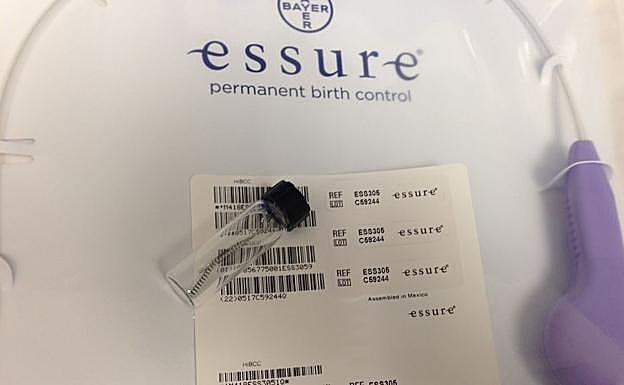 BAYER
E
R
essure®
permanent birth control
HIBCC
REF ESS305 essure®
LOT C59244
REF ESS305 essure®
LOT C59244
REF ESS305 essure®
LOT C59244
(22)0517C59244Q
Assembled in Mexico
essure®
HIBCC
REF ESS305